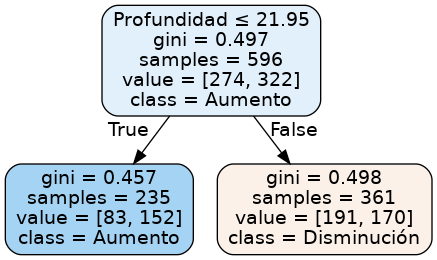 Profundidad ≤ 21.95
gini = 0.497
samples = 596
value = [274, 322]
class = Aumento
True
False
gini = 0.457
samples = 235
value = [83, 152]
class = Aumento
gini = 0.498
samples = 361
value = [191, 170]
class = Disminución